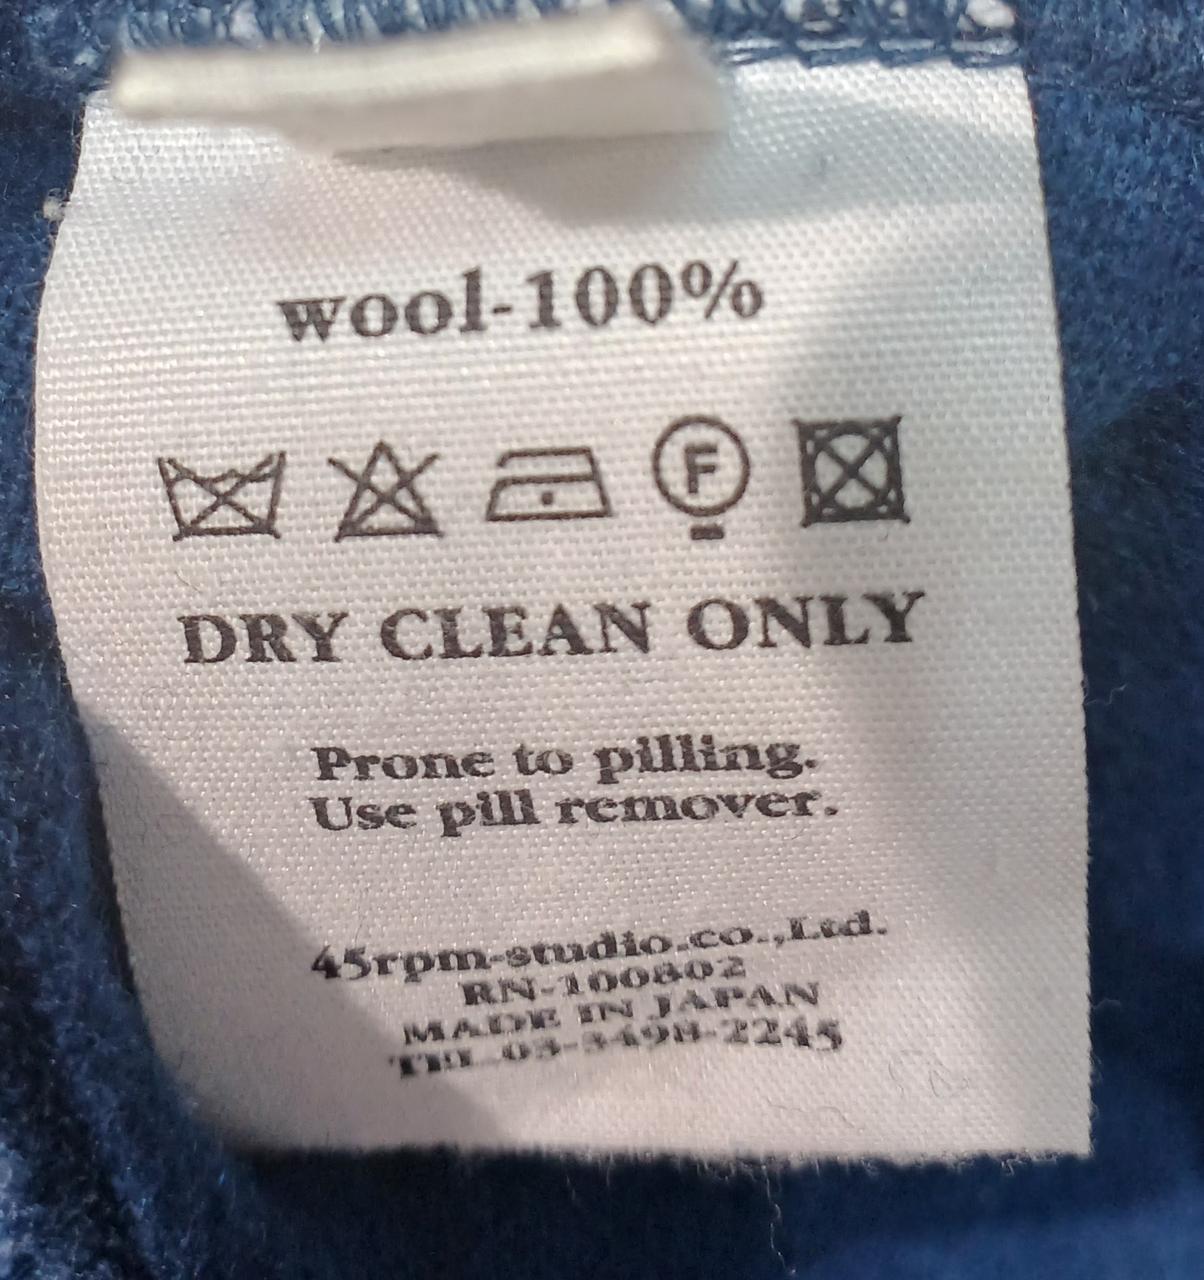 wool-100%
F
DRY CLEAN ONLY
Prone to pilling.
Use pill remover.
45rpm-studio.co.,Ltd.
RN-100802
MADE IN JAPAN
TEL.03-3498-2245